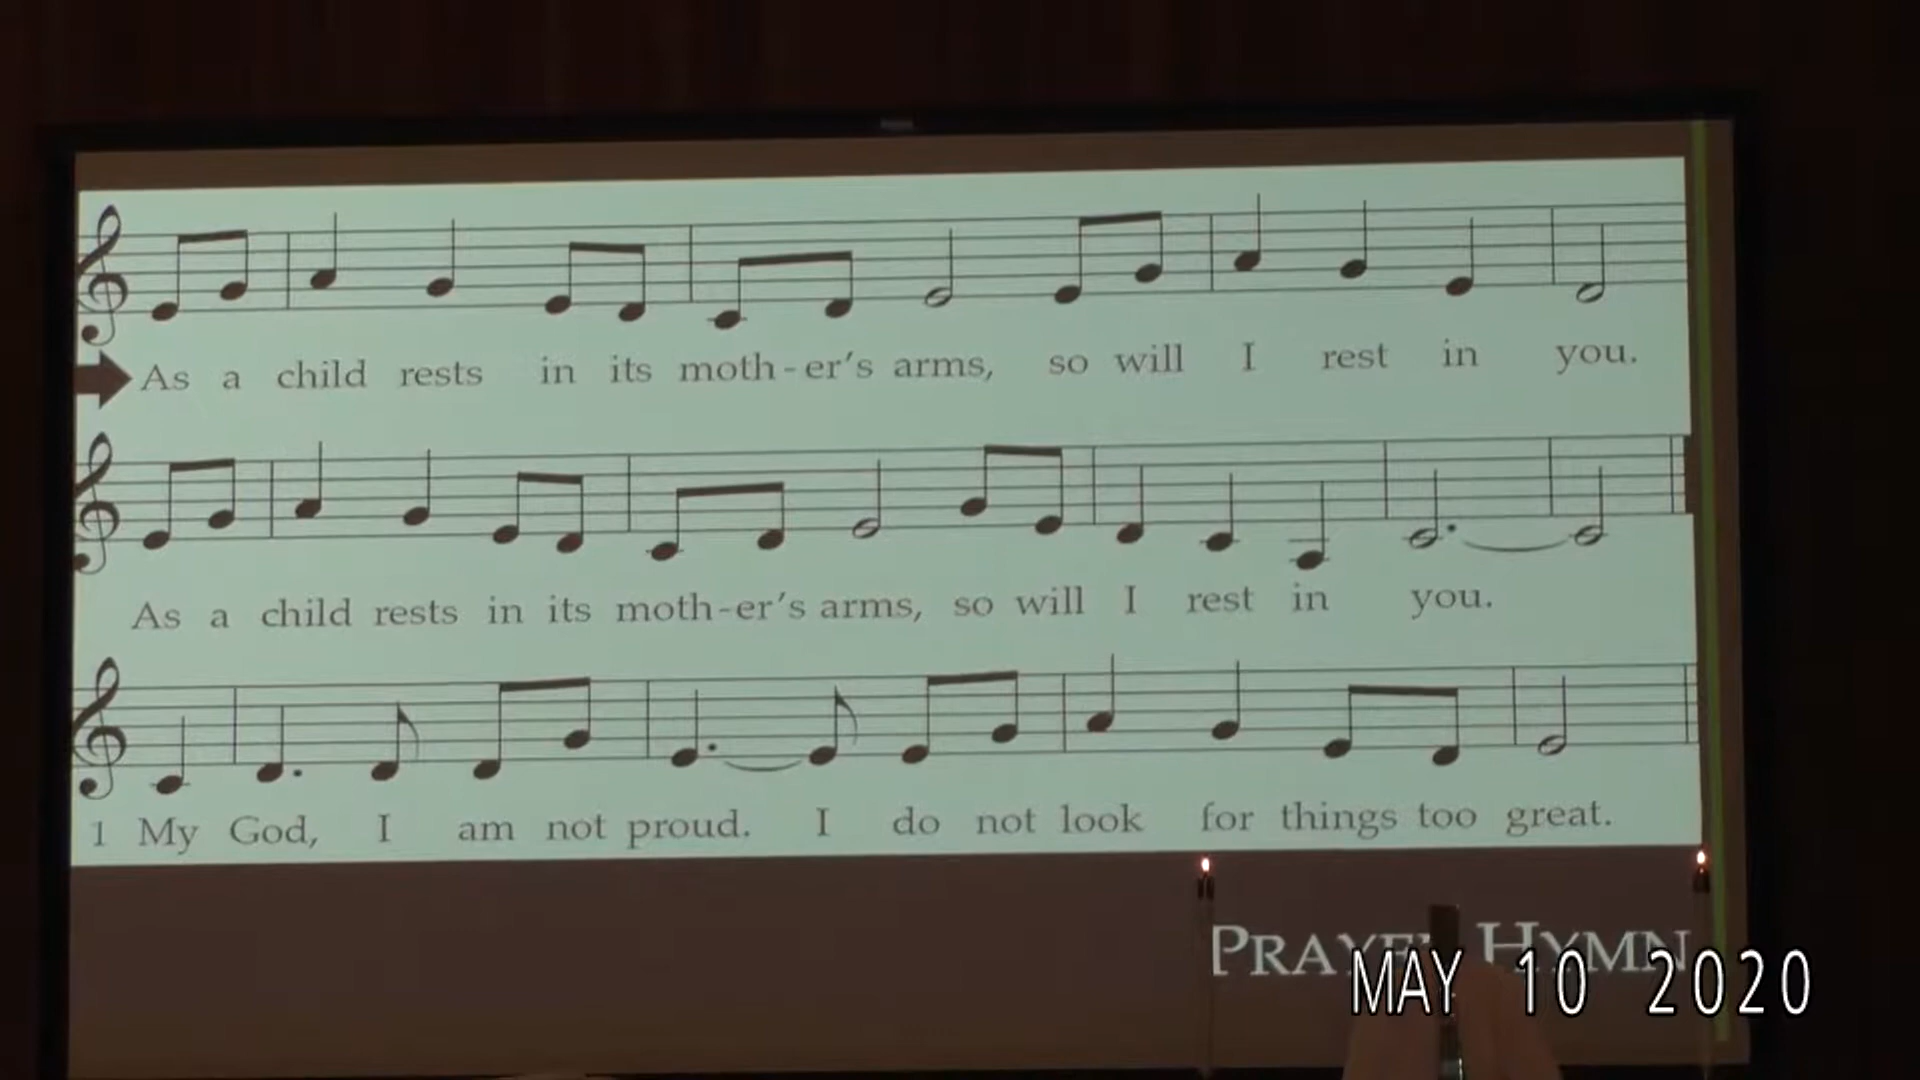 As a child rests in its moth-er's arms, so will I rest in you.
As a child rests in its moth-er's arms, so will I rest in you.
1 My God, I am not proud. I do not look for things too great.
PRAYER HYMN
MAY 10 2020